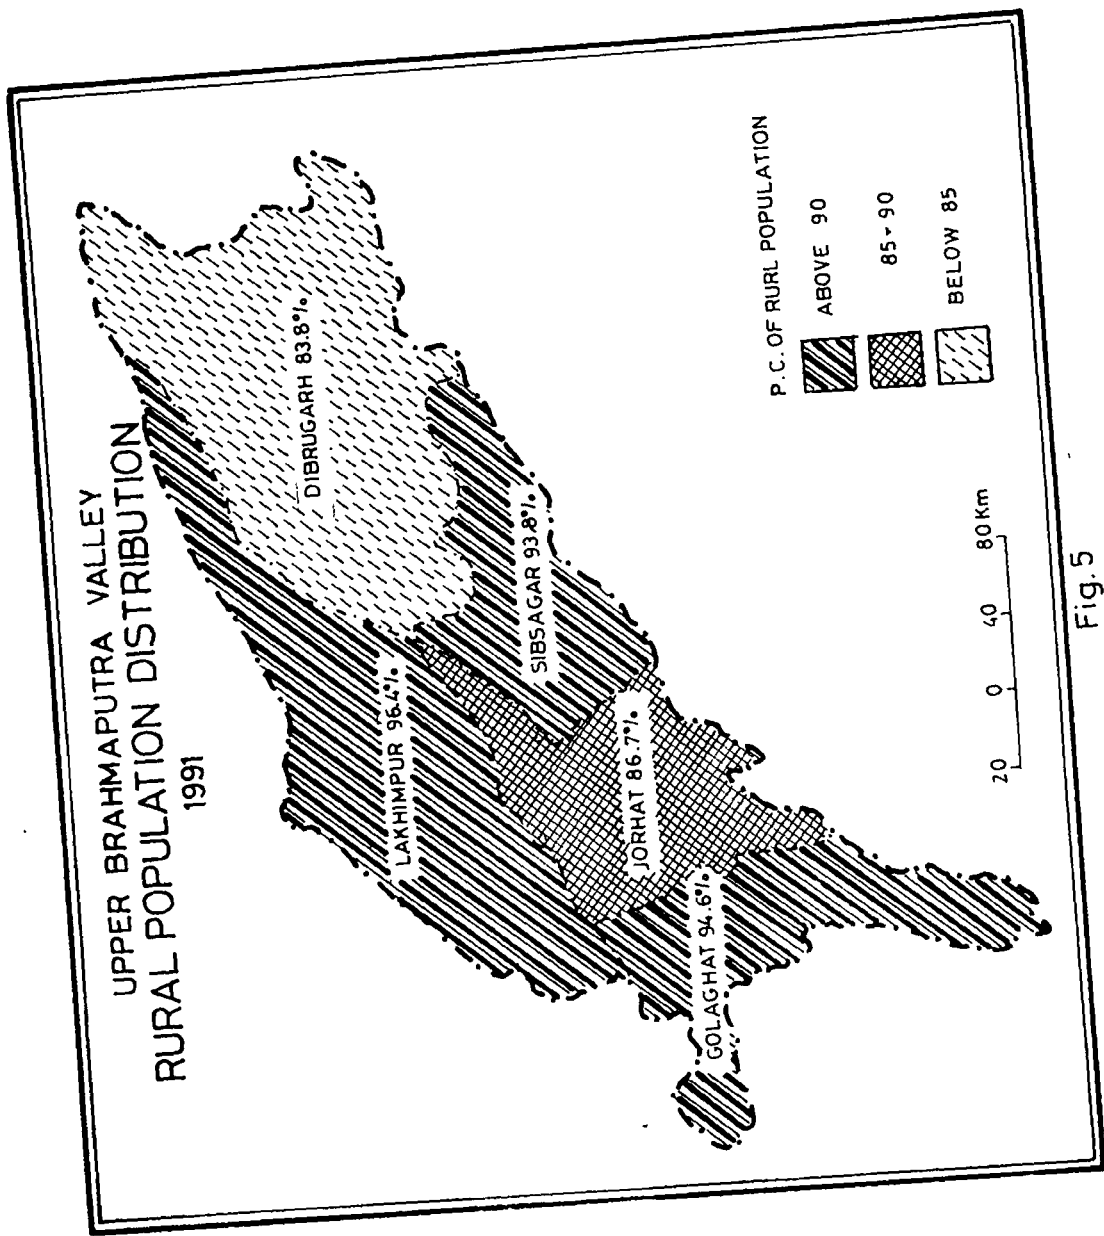 UPPER BRAHMAPUTRA VALLEY
RURAL POPULATION DISTRIBUTION
1991
DIBRUGARH 83.8%
LAKHIMPUR 96.4%
SIBSAGAR 93.8%
JORHAT 86.7%
GOLAGHAT 94.6%
P.C. OF RURL POPULATION
ABOVE 90
85-90
BELOW 85
20 0 40 80 Km
Fig. 5